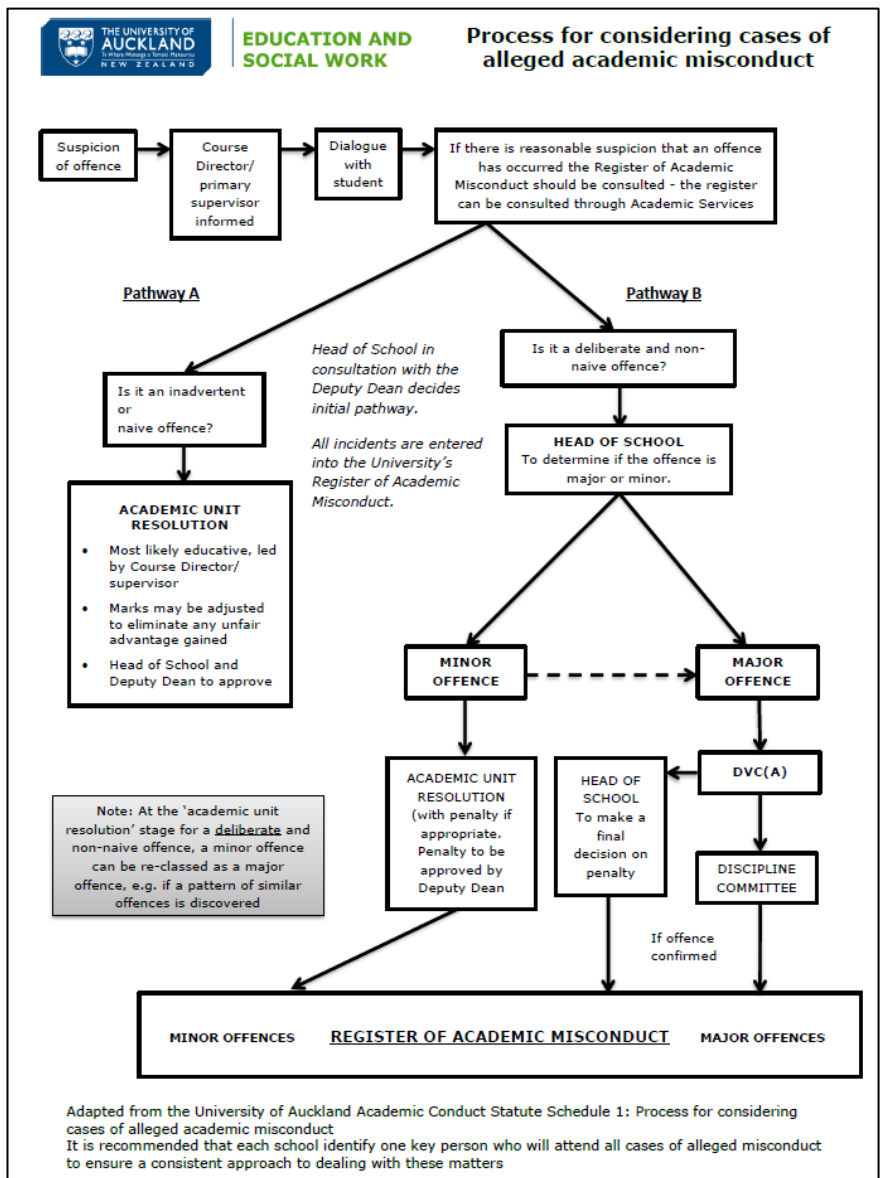 THE UNIVERSITY OF
AUCKLAND
Te Whare Wānanga o Tāmaki Makaurau
NEW ZEALAND
EDUCATION AND
SOCIAL WORK
Process for considering cases of
alleged academic misconduct
Suspicion
of offence
Course
Director/
primary
supervisor
informed
Dialogue
with
student
If there is reasonable suspicion that an offence
has occurred the Register of Academic
Misconduct should be consulted - the register
can be consulted through Academic Services
Pathway A
Pathway B
Is it an inadvertent
or
naive offence?
Head of School in
consultation with the
Deputy Dean decides
initial pathway.
All incidents are entered
into the University's
Register of Academic
Misconduct.
Is it a deliberate and non-
naive offence?
HEAD OF SCHOOL
To determine if the offence is
major or minor.
ACADEMIC UNIT
RESOLUTION
• Most likely educative, led
by Course Director/
supervisor
• Marks may be adjusted
to eliminate any unfair
advantage gained
• Head of School and
Deputy Dean to approve
MINOR
OFFENCE
MAJOR
OFFENCE
ACADEMIC UNIT
RESOLUTION
(with penalty if
appropriate.
Penalty to be
approved by
Deputy Dean
HEAD OF
SCHOOL
To make a
final
decision on
penalty
DVC(A)
DISCIPLINE
COMMITTEE
Note: At the 'academic unit
resolution' stage for a deliberate and
non-naive offence, a minor offence
can be re-classed as a major
offence, e.g. if a pattern of similar
offences is discovered
If offence
confirmed
MINOR OFFENCES REGISTER OF ACADEMIC MISCONDUCT MAJOR OFFENCES
Adapted from the University of Auckland Academic Conduct Statute Schedule 1: Process for considering
cases of alleged academic misconduct
It is recommended that each school identify one key person who will attend all cases of alleged misconduct
to ensure a consistent approach to dealing with these matters